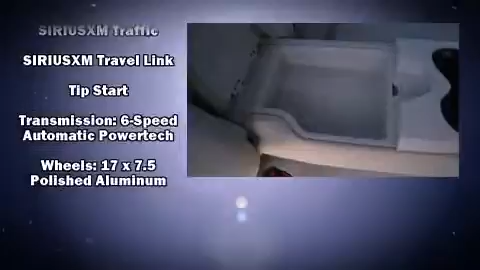 SIRIUSXM Traffic
SIRIUSXM Travel Link
Tip Start
Transmission: 6-Speed
Automatic Powertech
Wheels: 17 x 7.5
Polished Aluminum